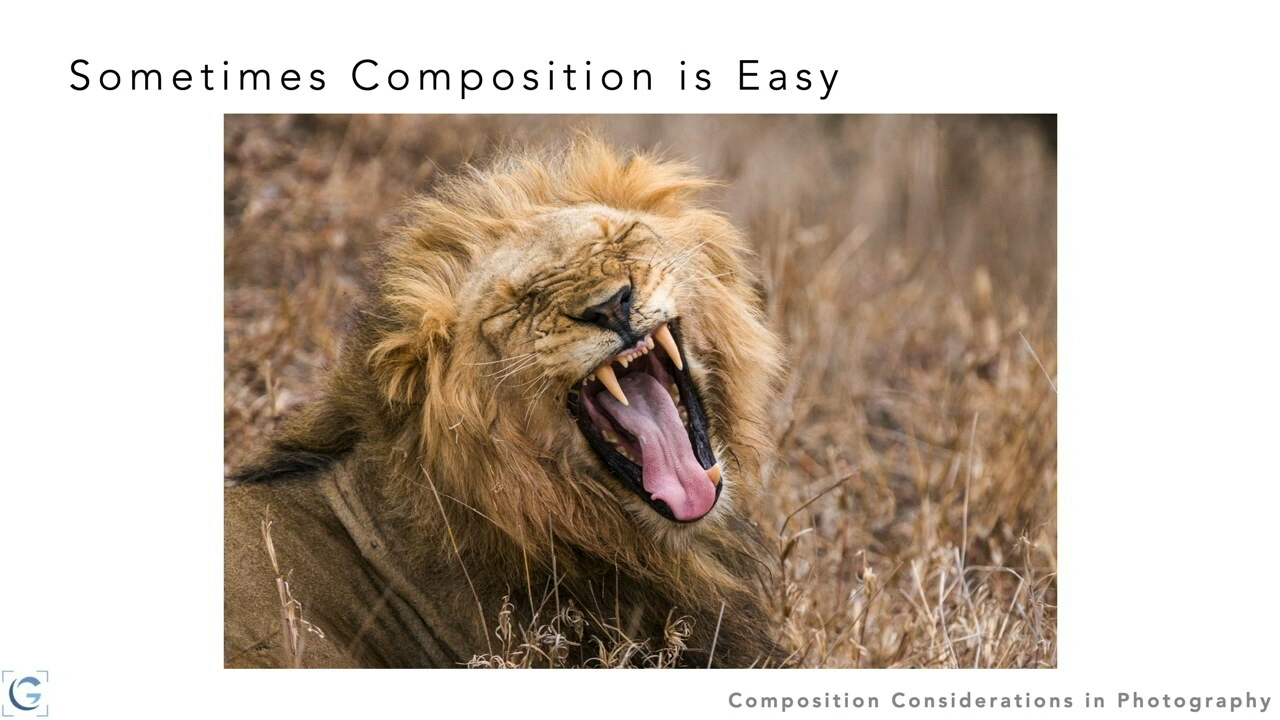 Sometimes Composition is Easy
G
Composition Considerations in Photography